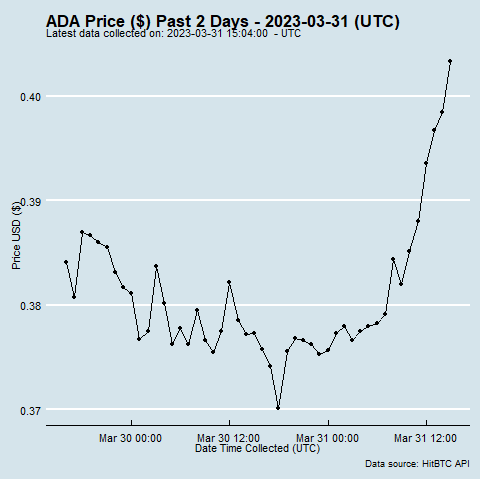 ADA Price ($) Past 2 Days - 2023-03-31 (UTC)
Latest data collected on: 2023-03-31 15:04:00  - UTC
0.40
0.39
0.38
0.37
Price USD ($)
Mar 30 00:00 Mar 30 12:00 Mar 31 00:00 Mar 31 12:00
Date Time Collected (UTC)
Data source: HitBTC API